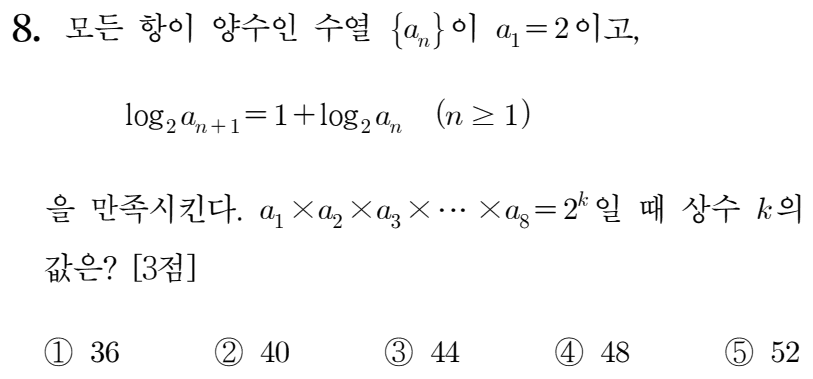 8. 모든 항이 양수인 수열 {aₙ}이 a₁=2이고,
log₂aₙ₊₁=1+log₂aₙ (n≥1)
을 만족시킨다. a₁×a₂×a₃×⋯×a₈=2ᵏ일 때 상수 k의
값은? [3점]
① 36 ② 40 ③ 44 ④ 48 ⑤ 52